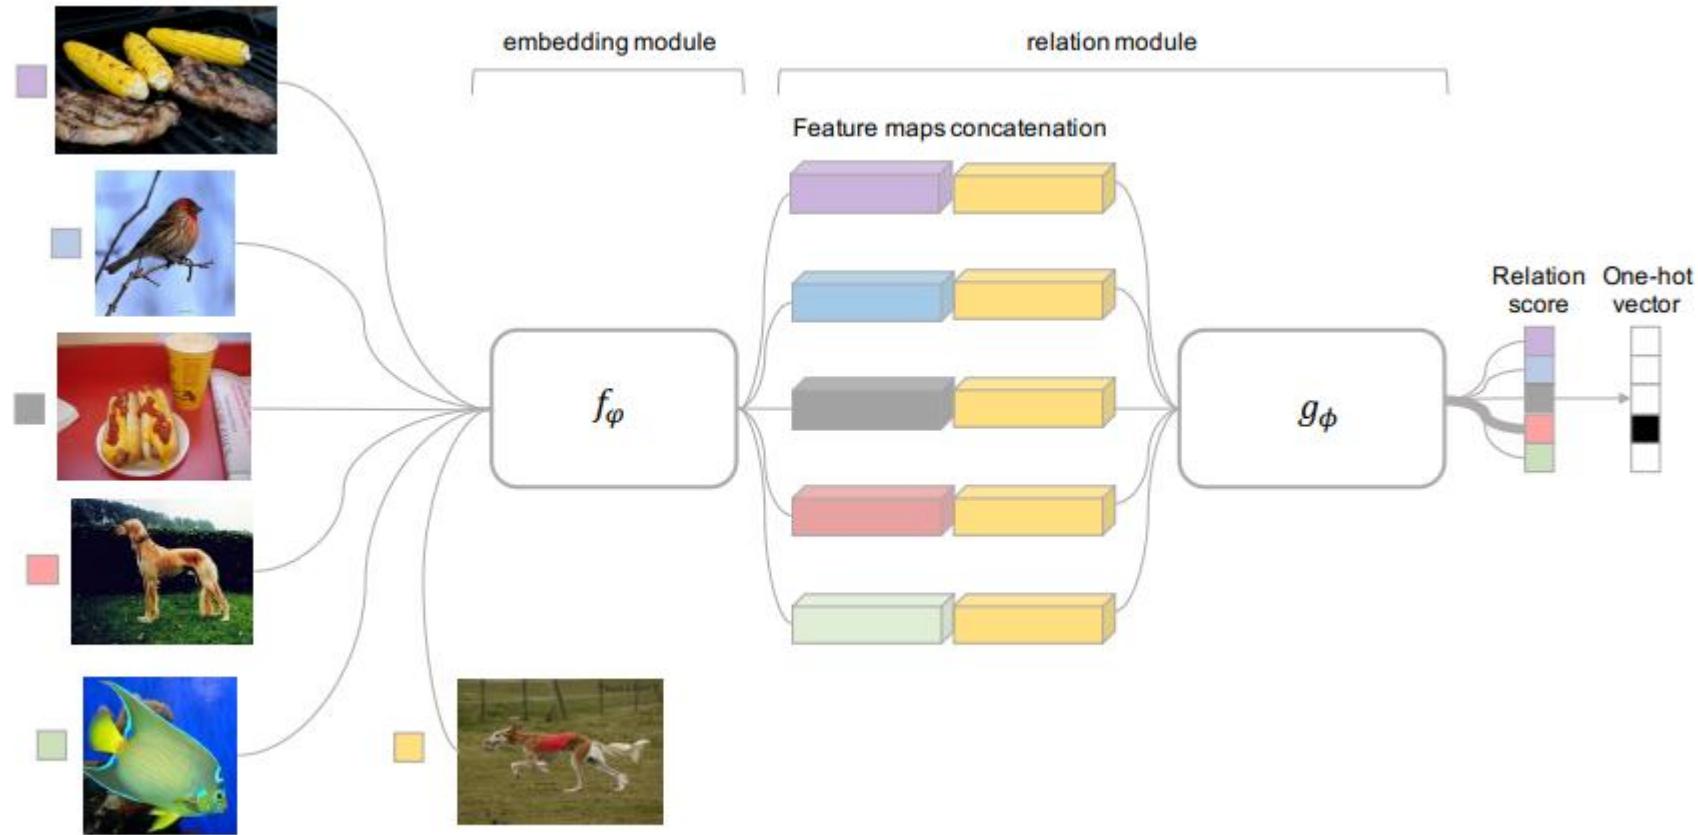 embedding module
relation module
Feature maps concatenation
Relation
score
One-hot
vector
fφ
gϕ